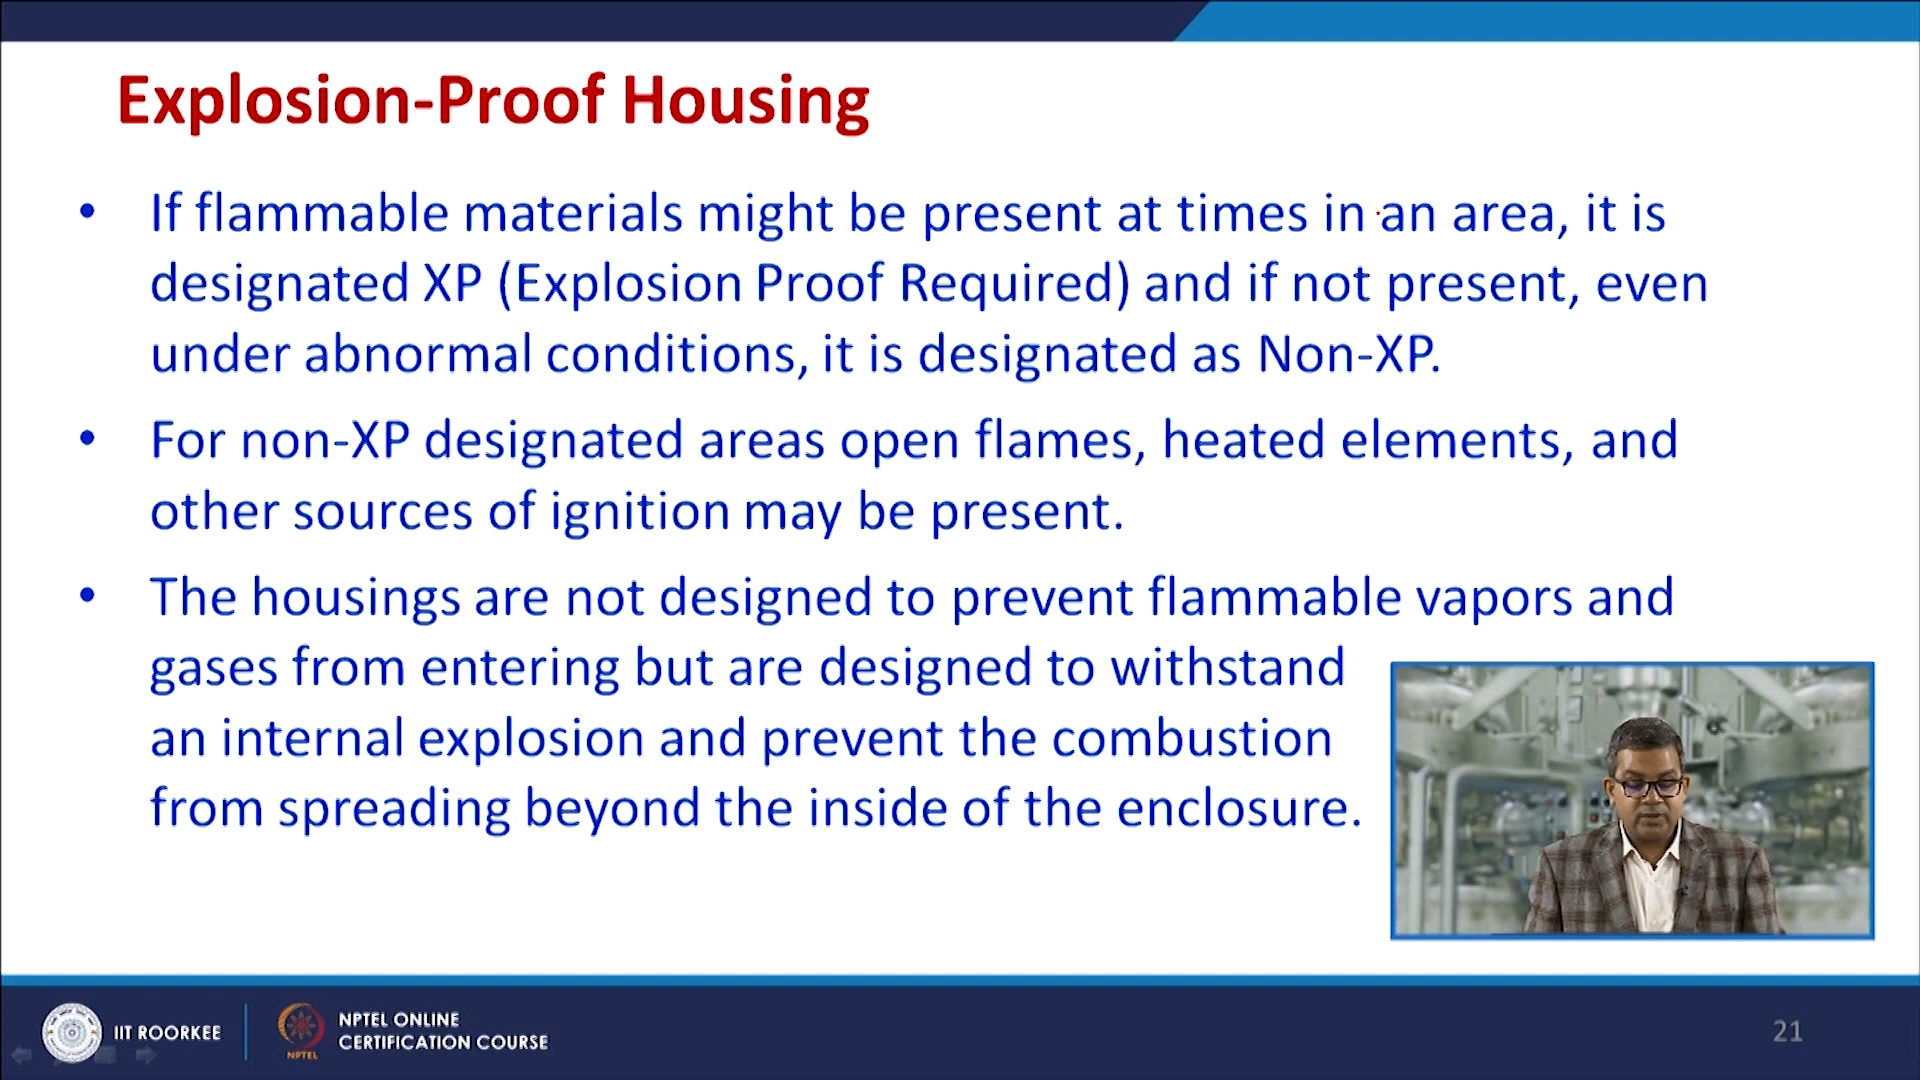 Explosion-Proof Housing
• If flammable materials might be present at times in an area, it is
designated XP (Explosion Proof Required) and if not present, even
under abnormal conditions, it is designated as Non-XP.
• For non-XP designated areas open flames, heated elements, and
other sources of ignition may be present.
• The housings are not designed to prevent flammable vapors and
gases from entering but are designed to withstand
an internal explosion and prevent the combustion
from spreading beyond the inside of the enclosure.
IIT ROORKEE
NPTEL
NPTEL ONLINE
CERTIFICATION COURSE
21